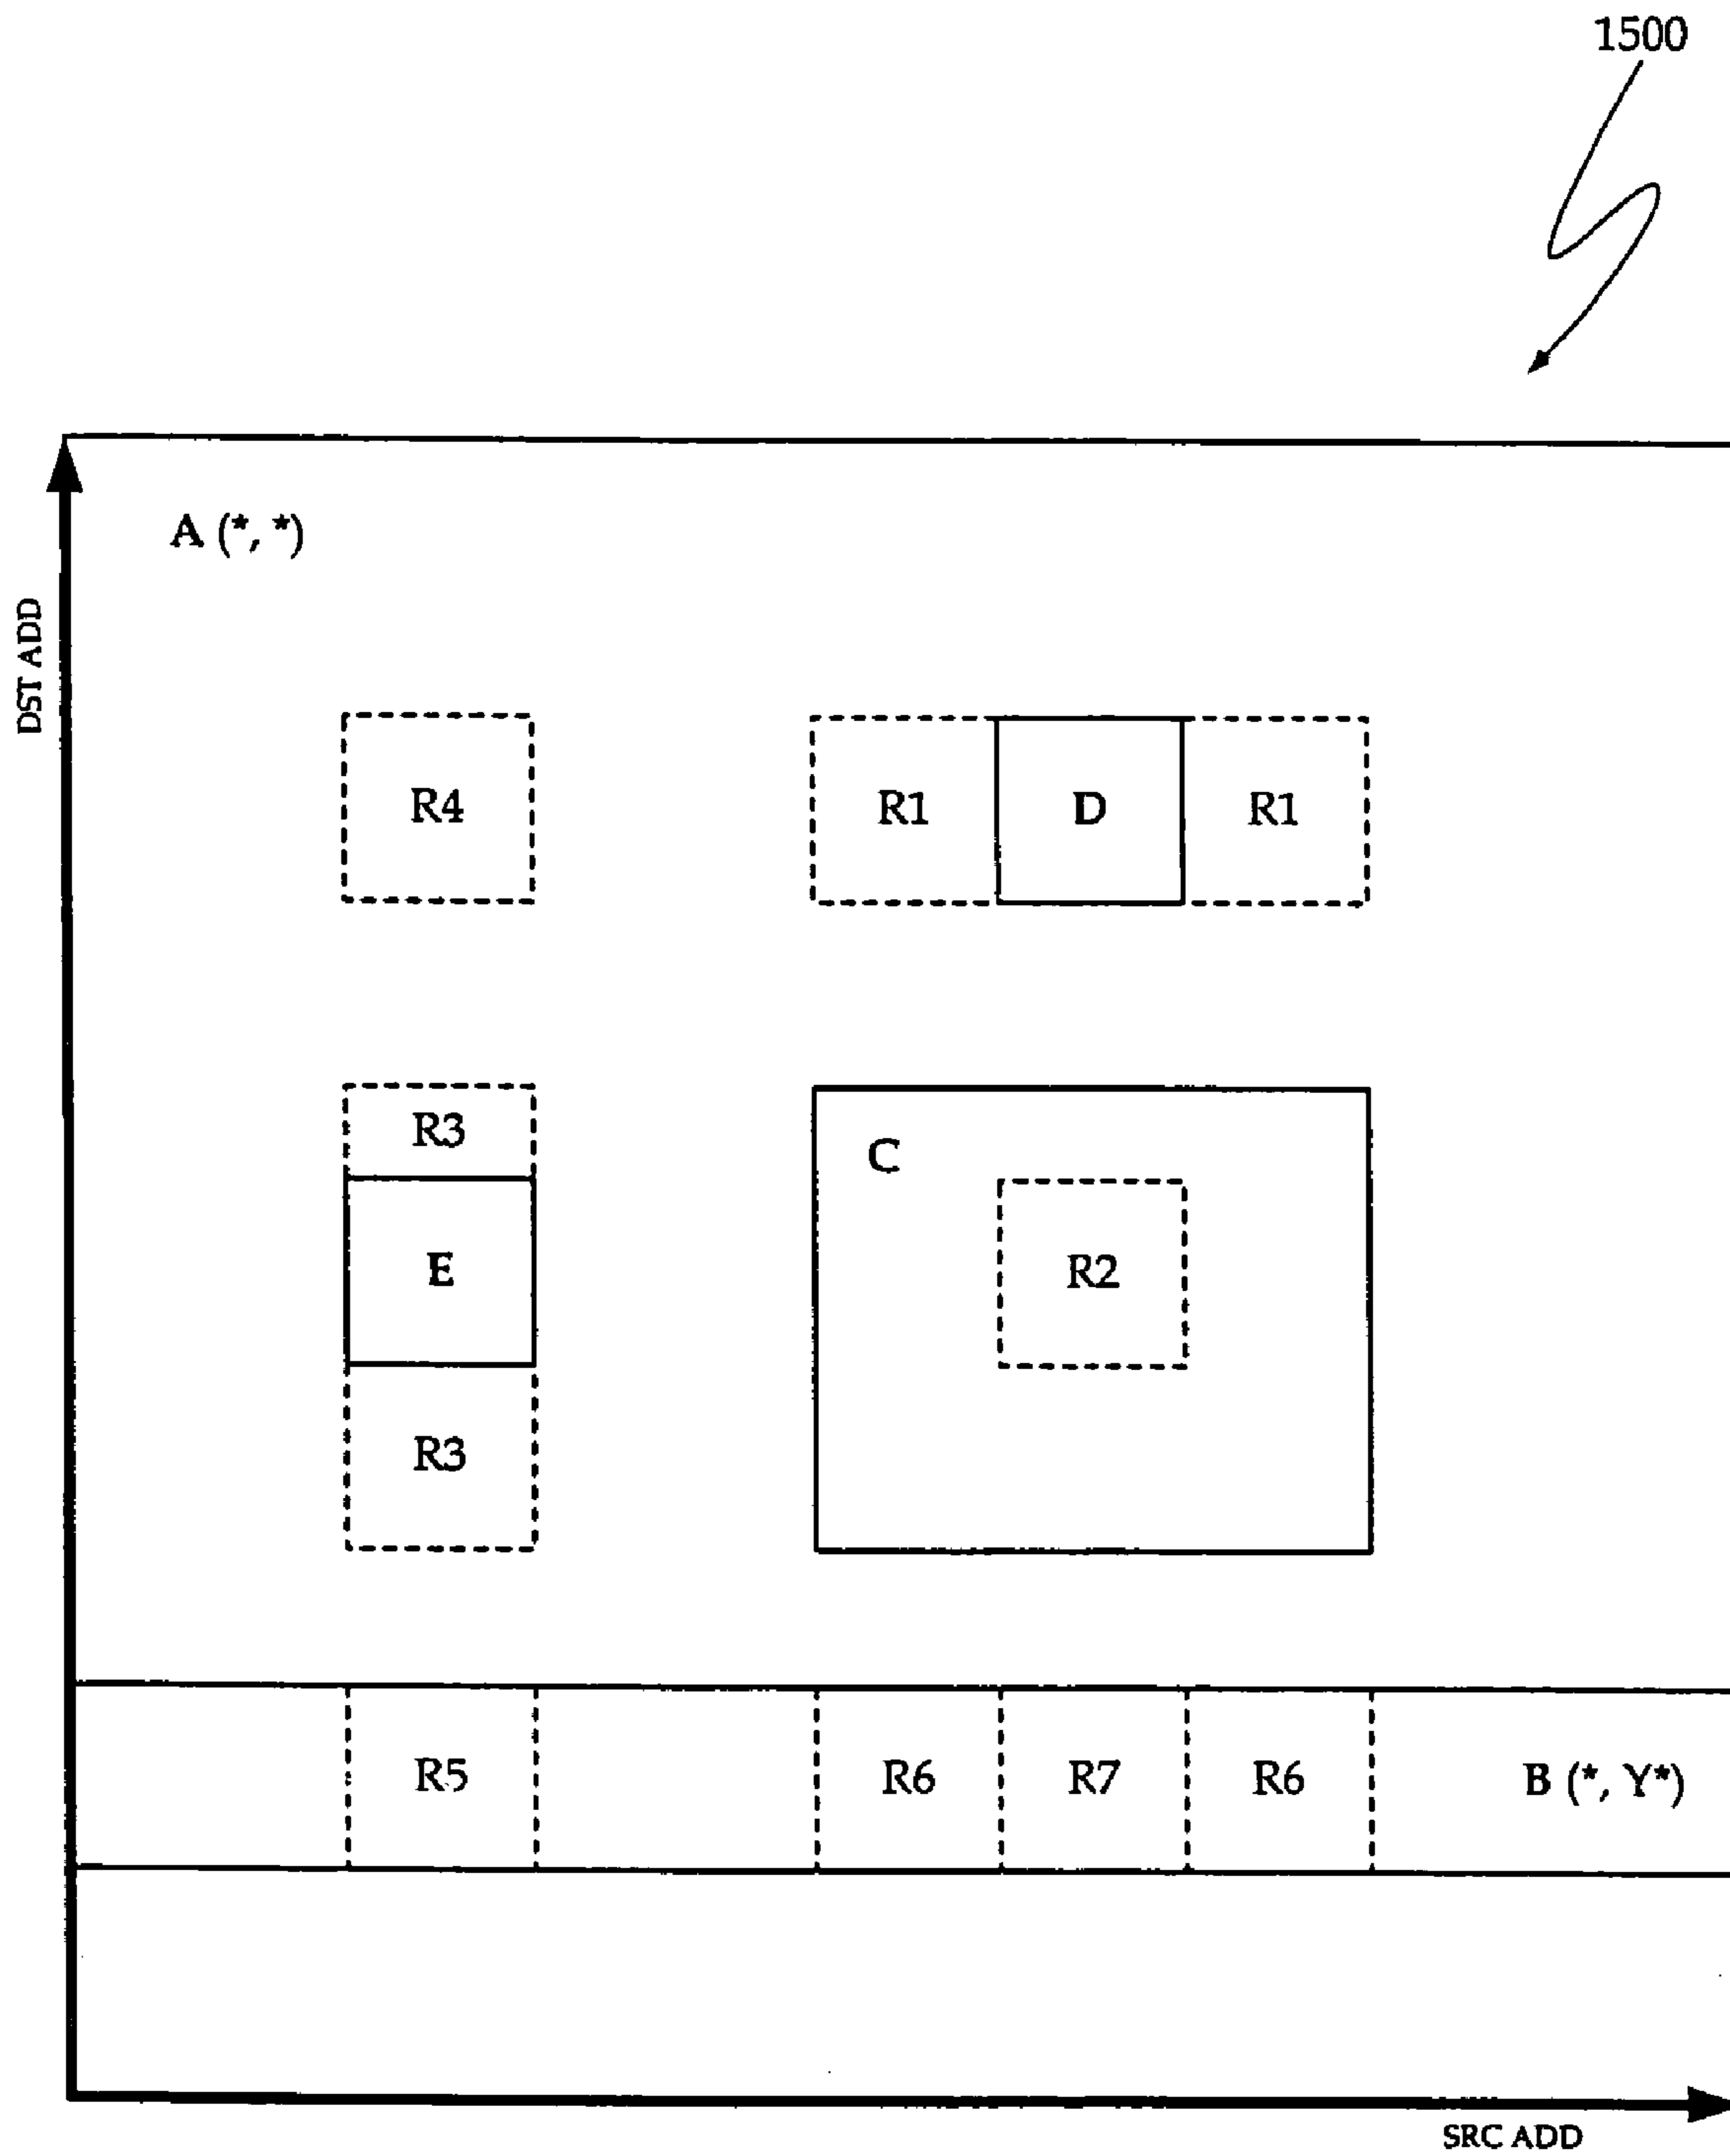 1500
A (*, *)
DST ADD
R4
R1
D
R1
R3
C
E
R2
R3
R5
R6
R7
R6
B (*, Y*)
SRC ADD